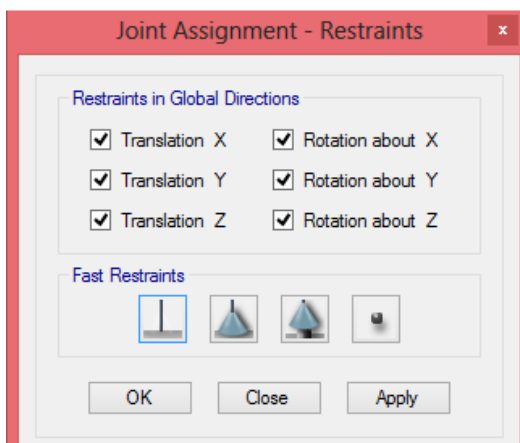 Joint Assignment - Restraints
x
Restraints in Global Directions
Translation X Rotation about X
Translation Y Rotation about Y
Translation Z Rotation about Z
Fast Restraints
OK Close Apply